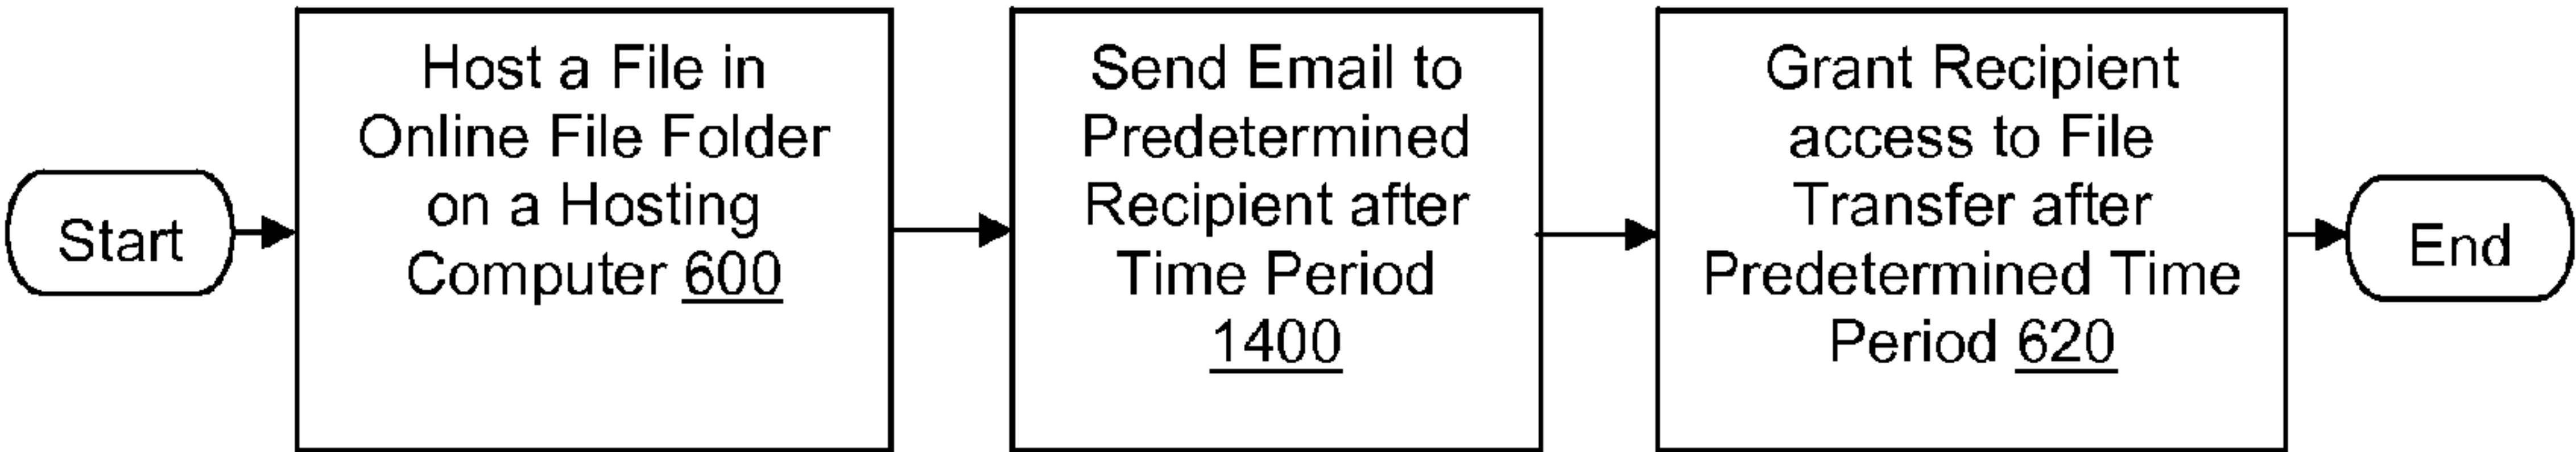 Start
Host a File in
Online File Folder
on a Hosting
Computer 600
Send Email to
Predetermined
Recipient after
Time Period
1400
Grant Recipient
access to File
Transfer after
Predetermined Time
Period 620
End